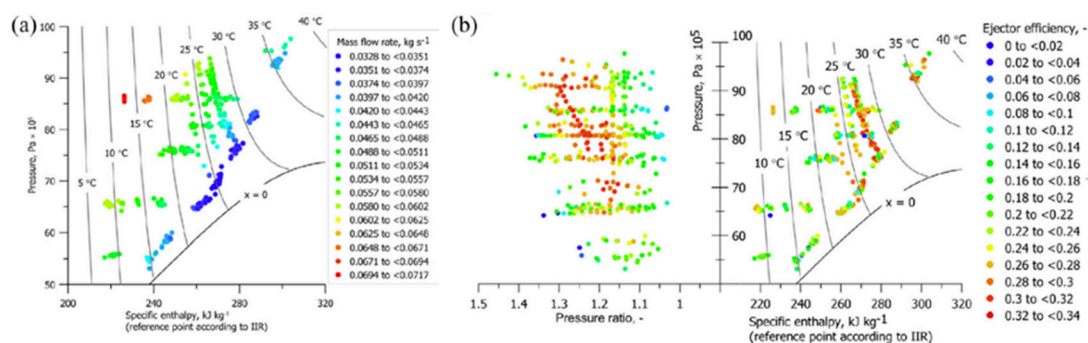 (a)
Pressure, Pa × 10⁵
100
90
80
70
60
50
200
240
280
320
Specific enthalpy, kJ kg⁻¹
(reference point according to IIR)
5 °C
10 °C
15 °C
20 °C
25 °C
30 °C
35 °C
40 °C
x = 0
Mass flow rate, kg s⁻¹
0.0328 to <0.0351
0.0351 to <0.0374
0.0374 to <0.0397
0.0397 to <0.0420
0.0420 to <0.0443
0.0443 to <0.0465
0.0465 to <0.0488
0.0488 to <0.0511
0.0511 to <0.0534
0.0534 to <0.0557
0.0557 to <0.0580
0.0580 to <0.0602
0.0602 to <0.0625
0.0625 to <0.0648
0.0648 to <0.0671
0.0671 to <0.0694
0.0694 to <0.0717
(b)
1.5
1.4
1.3
1.2
1.1
1
Pressure ratio, -
Pressure, Pa × 10⁵
100
90
80
70
60
220
240
260
280
300
320
Specific enthalpy, kJ kg⁻¹
(reference point according to IIR)
10 °C
15 °C
20 °C
25 °C
30 °C
35 °C
40 °C
x = 0
Ejector efficiency, -
0 to <0.02
0.02 to <0.04
0.04 to <0.06
0.06 to <0.08
0.08 to <0.1
0.1 to <0.12
0.12 to <0.14
0.14 to <0.16
0.16 to <0.18
0.18 to <0.2
0.2 to <0.22
0.22 to <0.24
0.24 to <0.26
0.26 to <0.28
0.28 to <0.3
0.3 to <0.32
0.32 to <0.34